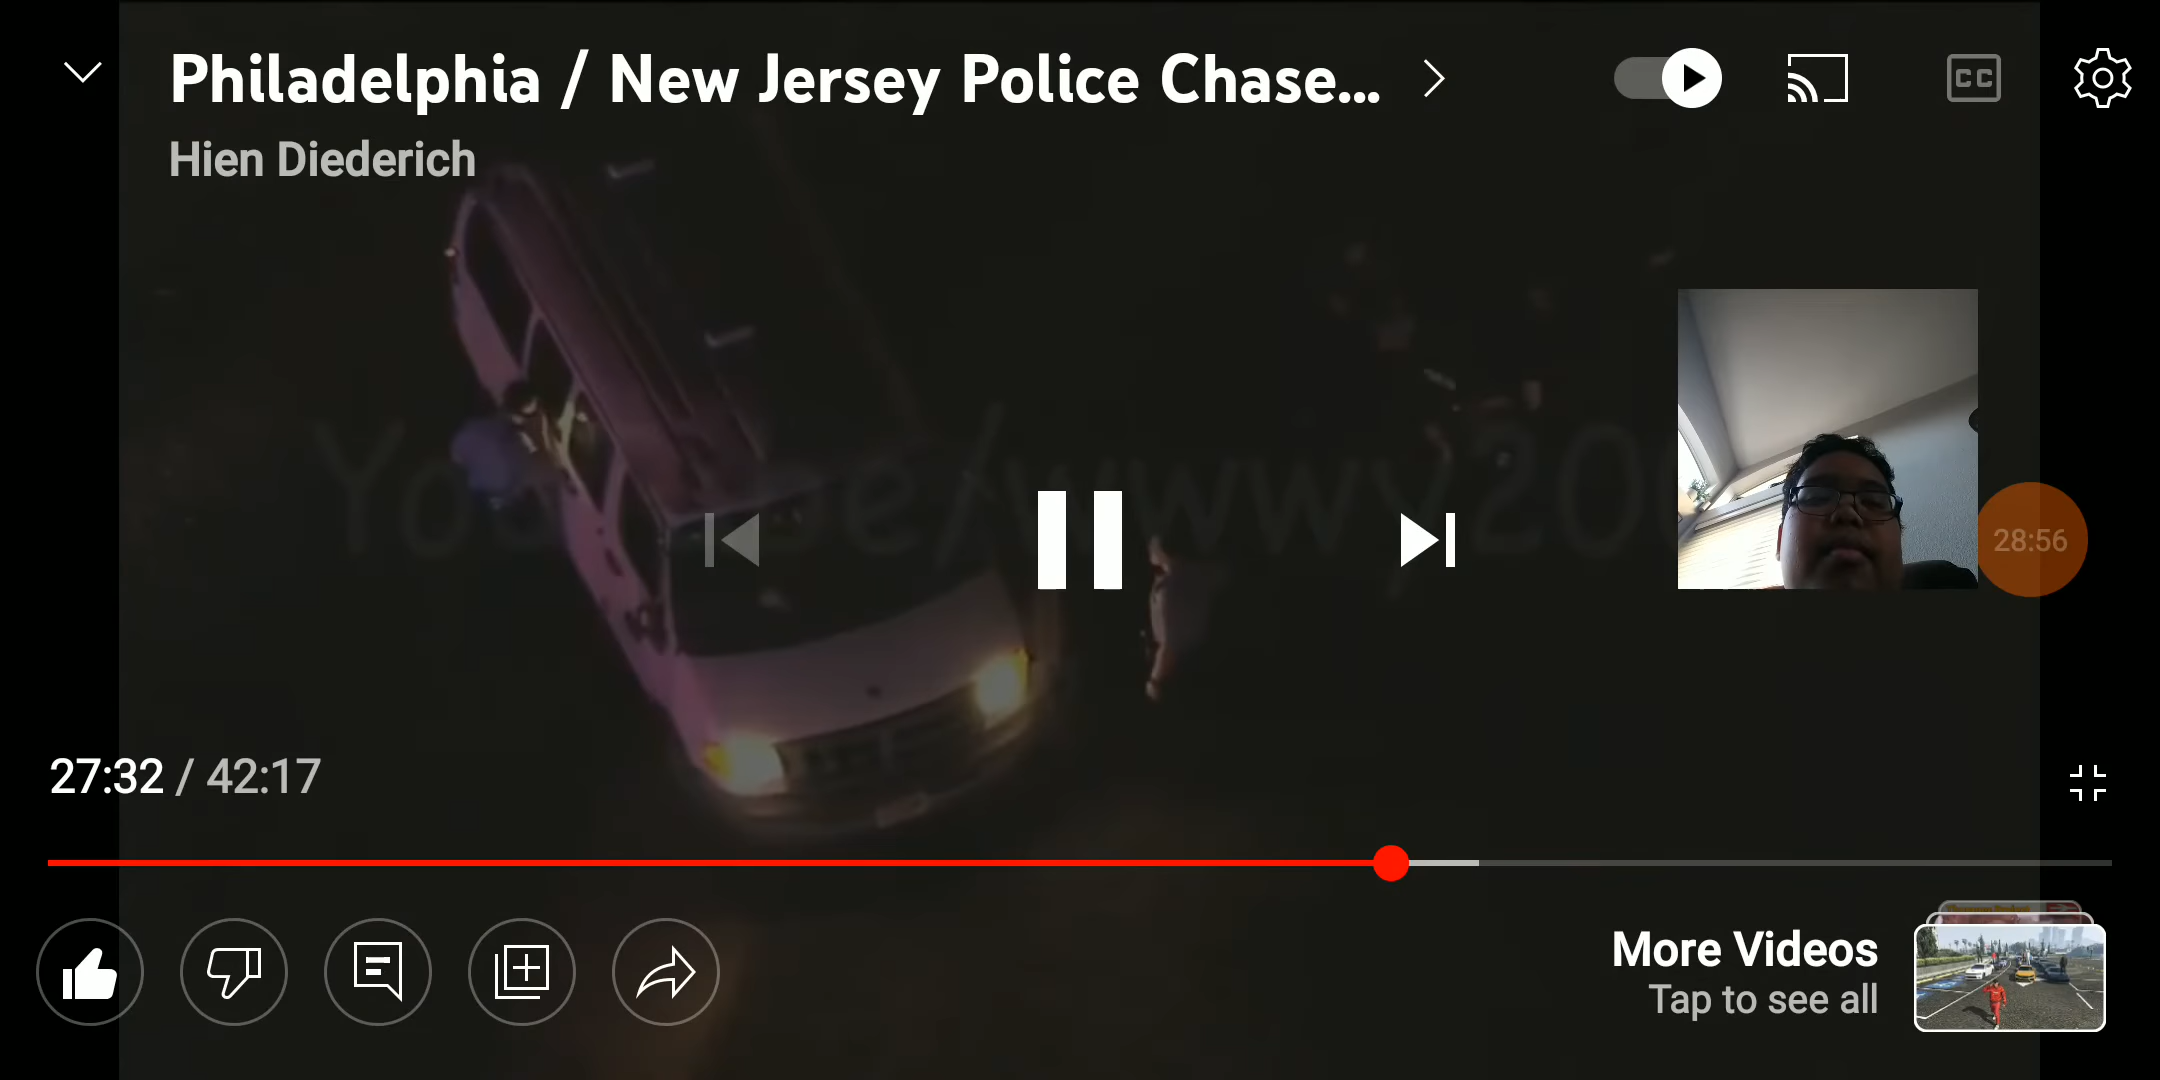 Philadelphia / New Jersey Police Chase...
CC
Hien Diederich
28:56
27:32 / 42:17
More Videos
Tap to see all